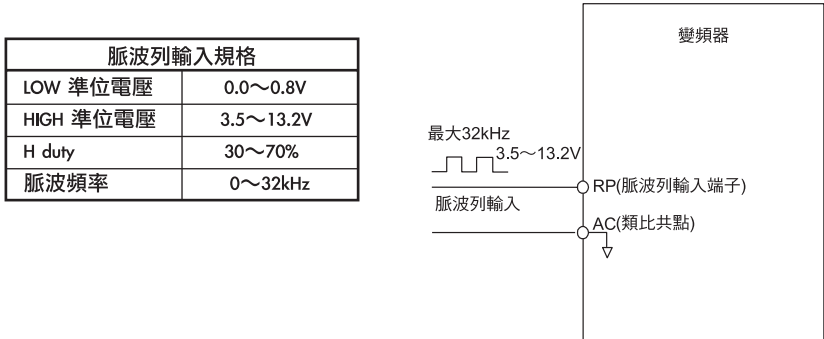 脈波列輸入規格
LOW 準位電壓 0.0～0.8V
HIGH 準位電壓 3.5～13.2V
H duty 30～70%
脈波頻率 0～32kHz
變頻器
最大32kHz
3.5～13.2V
RP(脈波列輸入端子)
脈波列輸入
AC(類比共點)